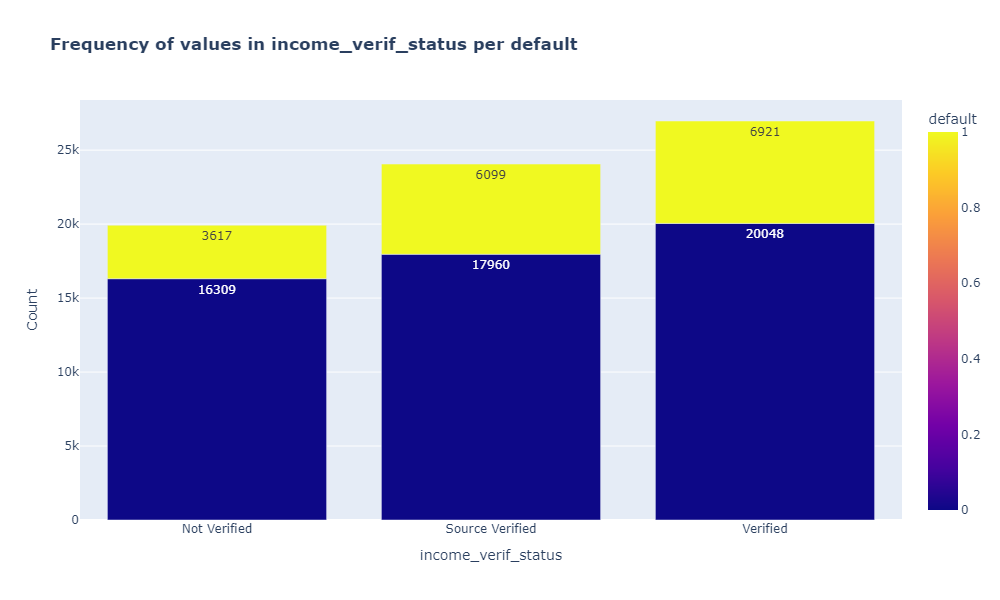 Frequency of values in income_verif_status per default
default
1
0.8
0.6
0.4
0.2
0
Count
25k
20k
15k
10k
5k
0
3617
16309
6099
17960
6921
20048
Not Verified
Source Verified
Verified
income_verif_status